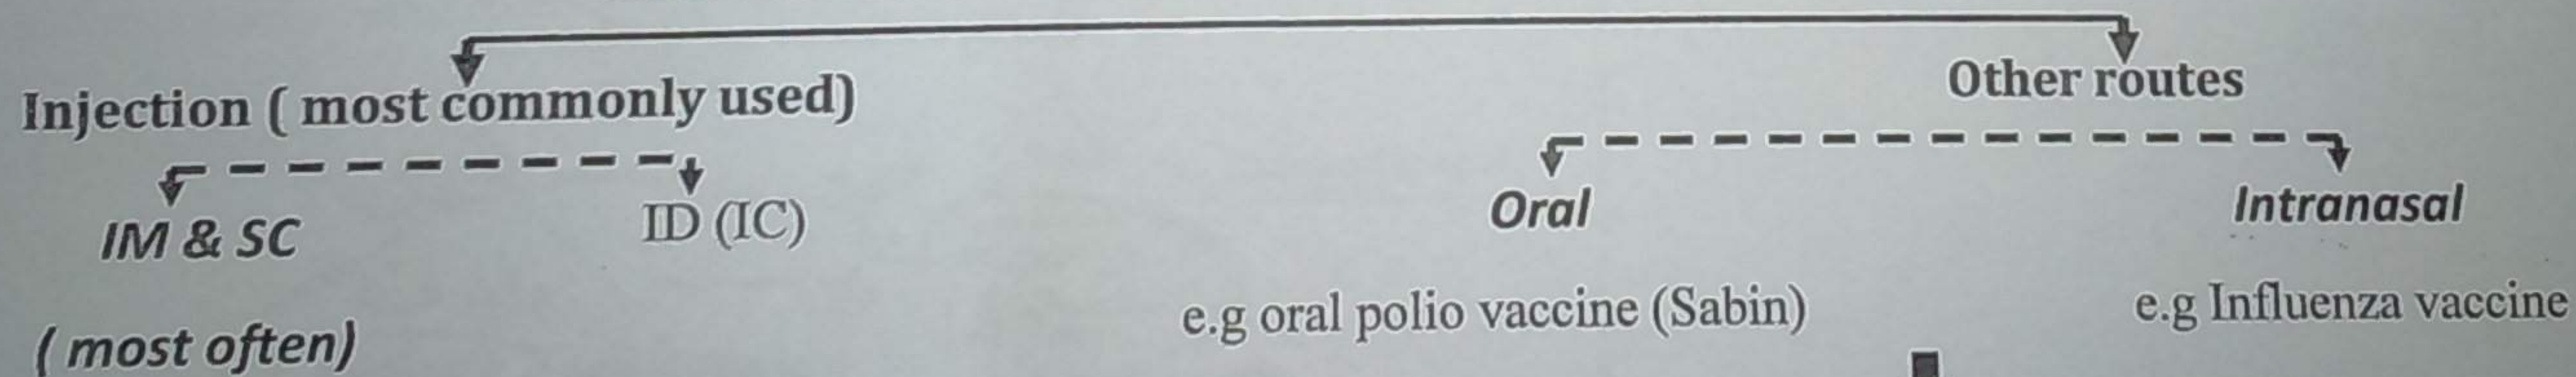 Injection ( most commonly used)
Other routes
IM & SC
ID (IC)
Oral
Intranasal
( most often)
e.g oral polio vaccine (Sabin)
e.g Influenza vaccine